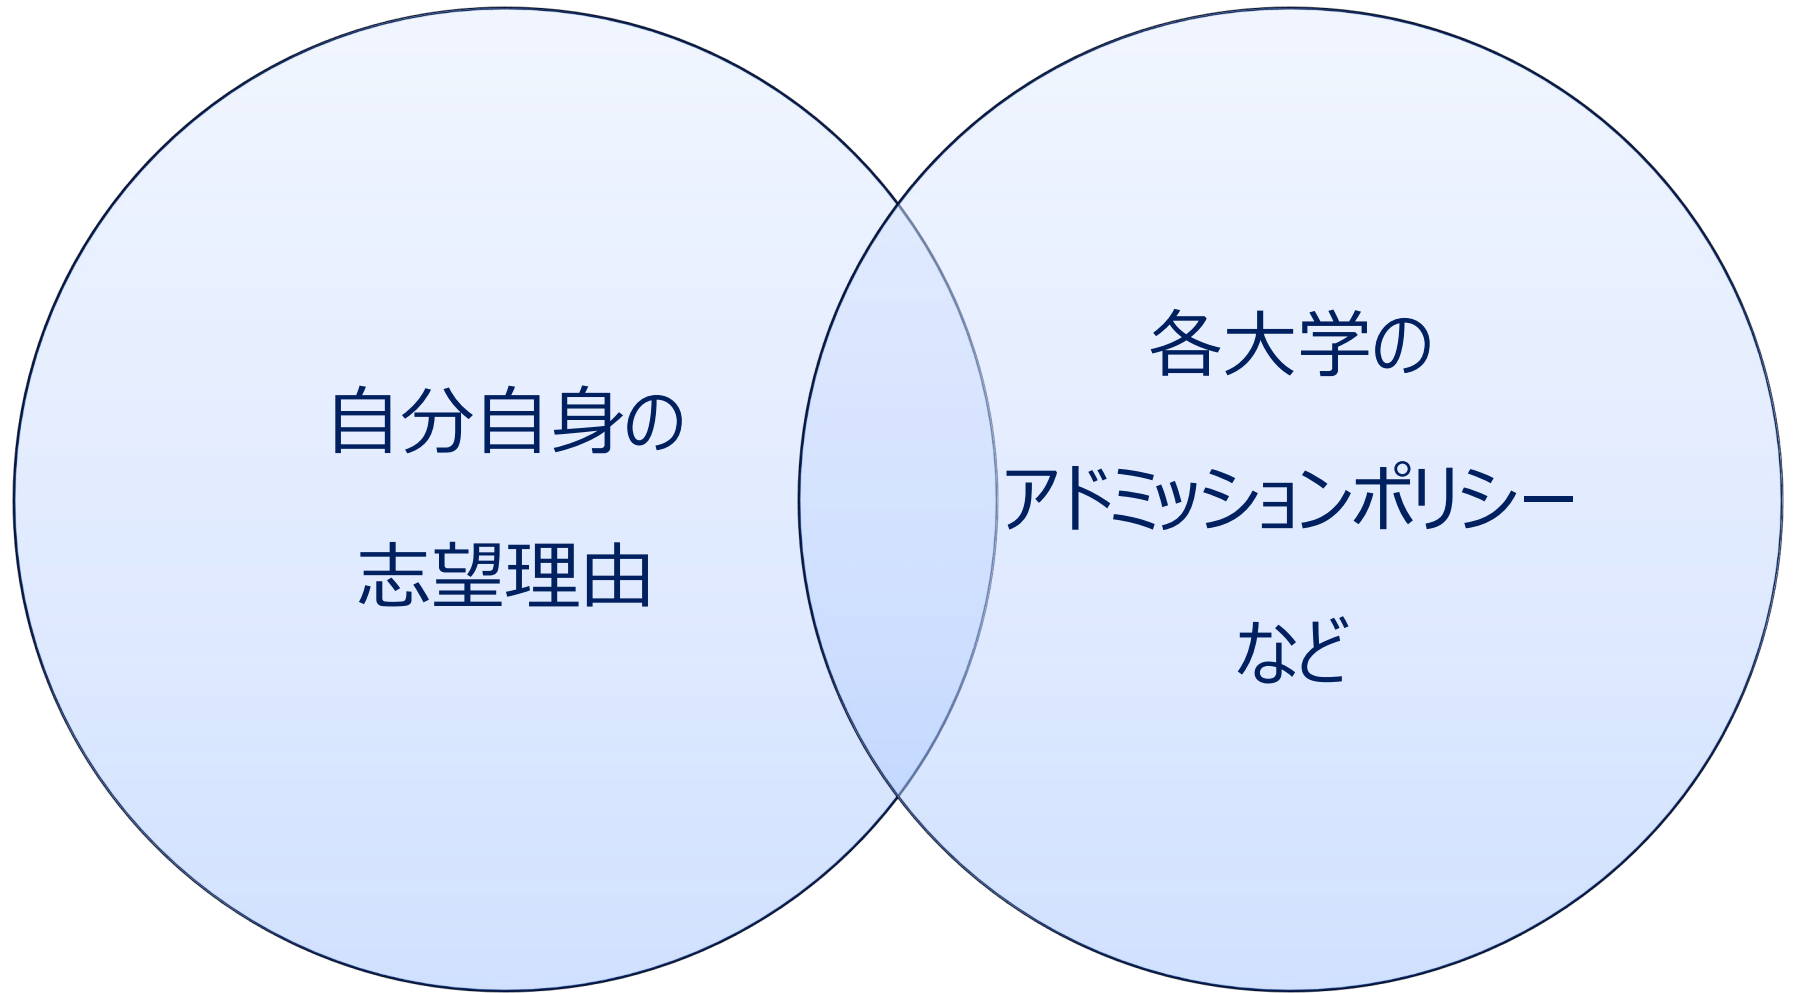 自分自身の
志望理由
各大学の
アドミッションポリシー
など